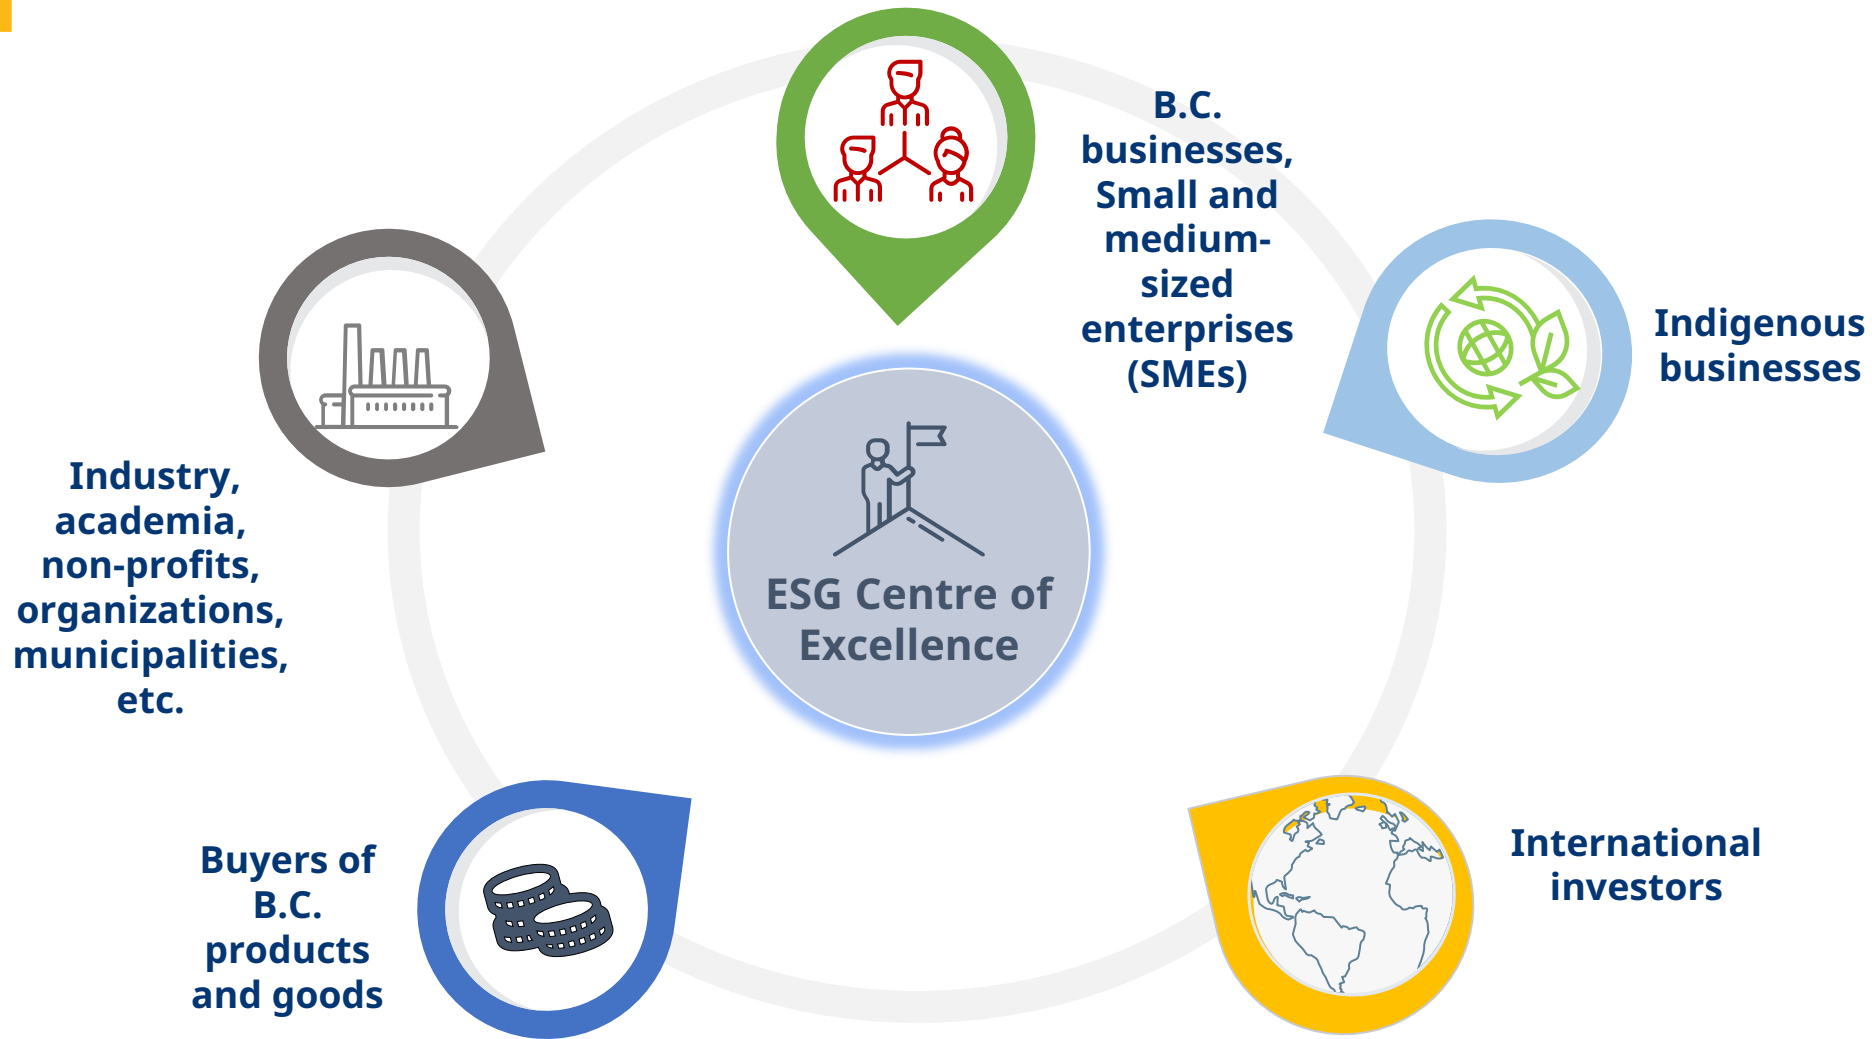 B.C.
businesses,
Small and
medium-
sized
enterprises
(SMEs)
Indigenous
businesses
Industry,
academia,
non-profits,
organizations,
municipalities,
etc.
ESG Centre of
Excellence
Buyers of
B.C.
products
and goods
International
investors